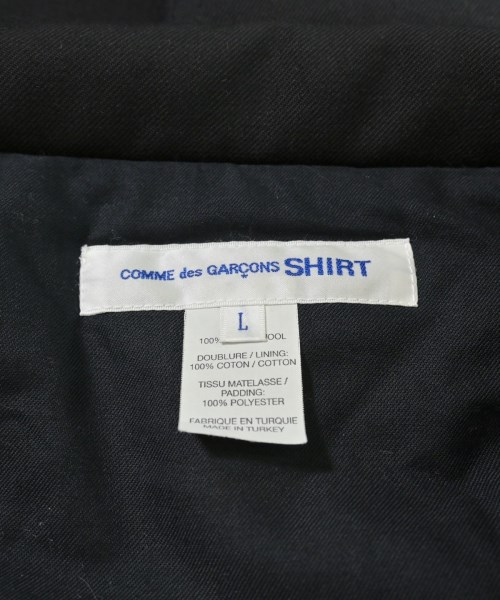 COMME des GARÇONS SHIRT
L
100% OOL
DOUBLURE / LINING:
100% COTON / COTTON
TISSU MATELASSE /
PADDING:
100% POLYESTER
FABRIQUE EN TURQUIE
MADE IN TURKEY